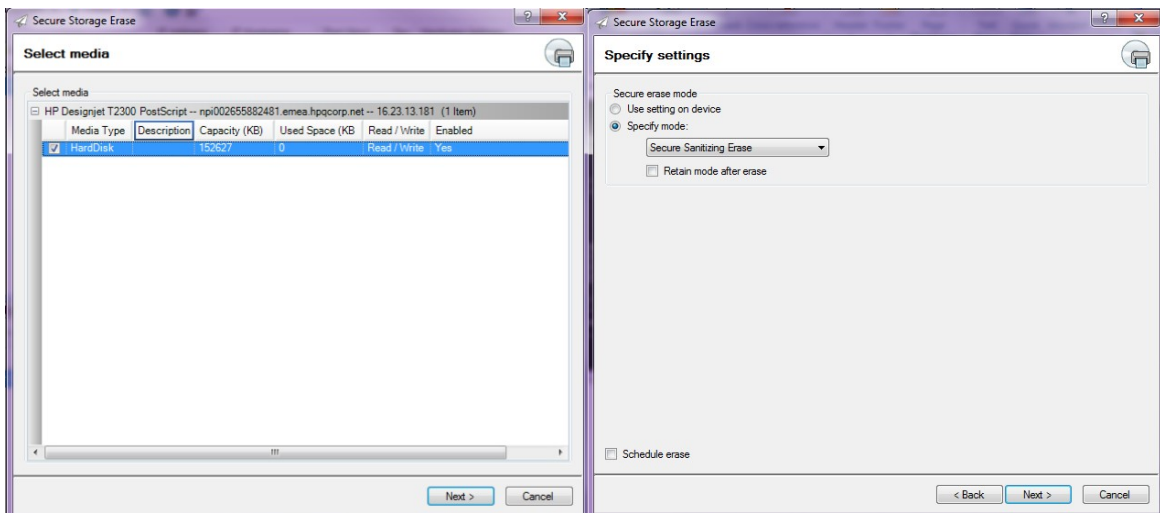 Secure Storage Erase
Select media
Select media
HP Designjet T2300 PostScript -- npi002655882481.emea.hpqcorp.net -- 16.23.13.181 (1 Item)
Media Type Description Capacity (KB) Used Space (KB Read / Write Enabled
HardDisk 152627 0 Read / Write Yes
Next > Cancel
Secure Storage Erase
Specify settings
Secure erase mode
Use setting on device
Specify mode:
Secure Sanitizing Erase
Retain mode after erase
Schedule erase
< Back Next > Cancel